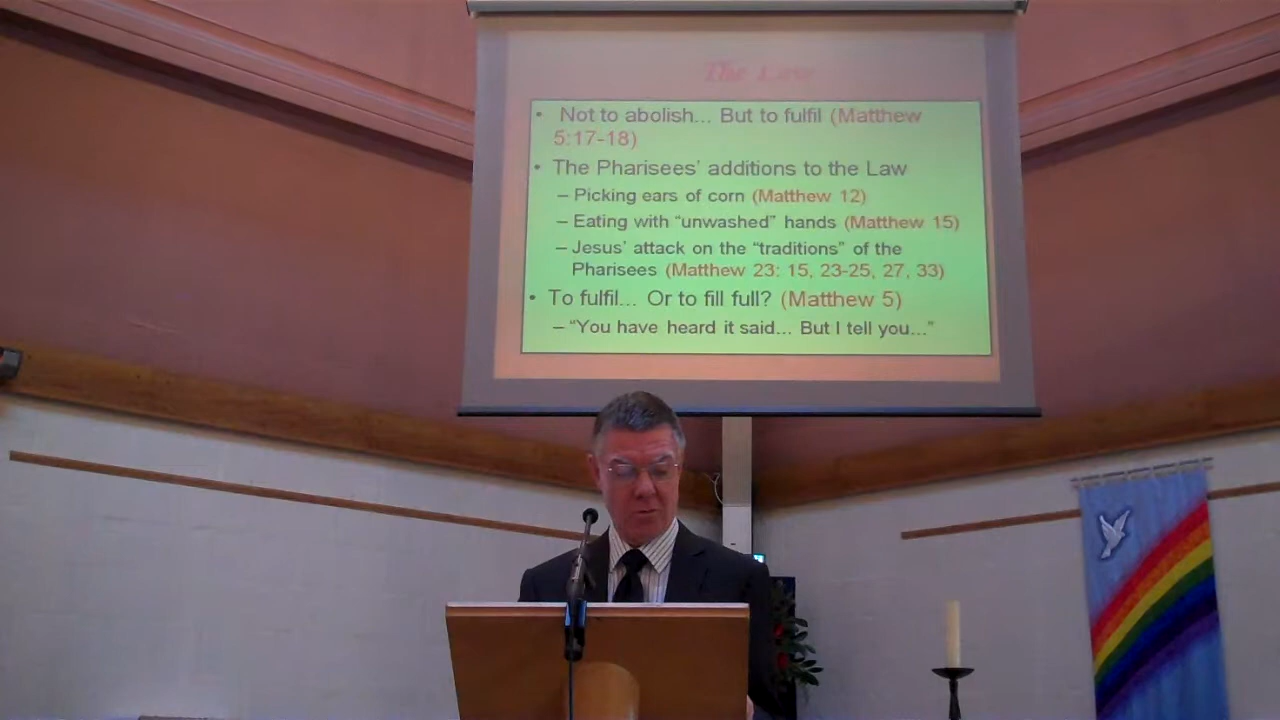 The Law
• Not to abolish... But to fulfil (Matthew
5:17-18)
• The Pharisees' additions to the Law
– Picking ears of corn (Matthew 12)
– Eating with “unwashed” hands (Matthew 15)
– Jesus' attack on the “traditions” of the
Pharisees (Matthew 23: 15, 23-25, 27, 33)
• To fulfil... Or to fill full? (Matthew 5)
– “You have heard it said... But I tell you...”